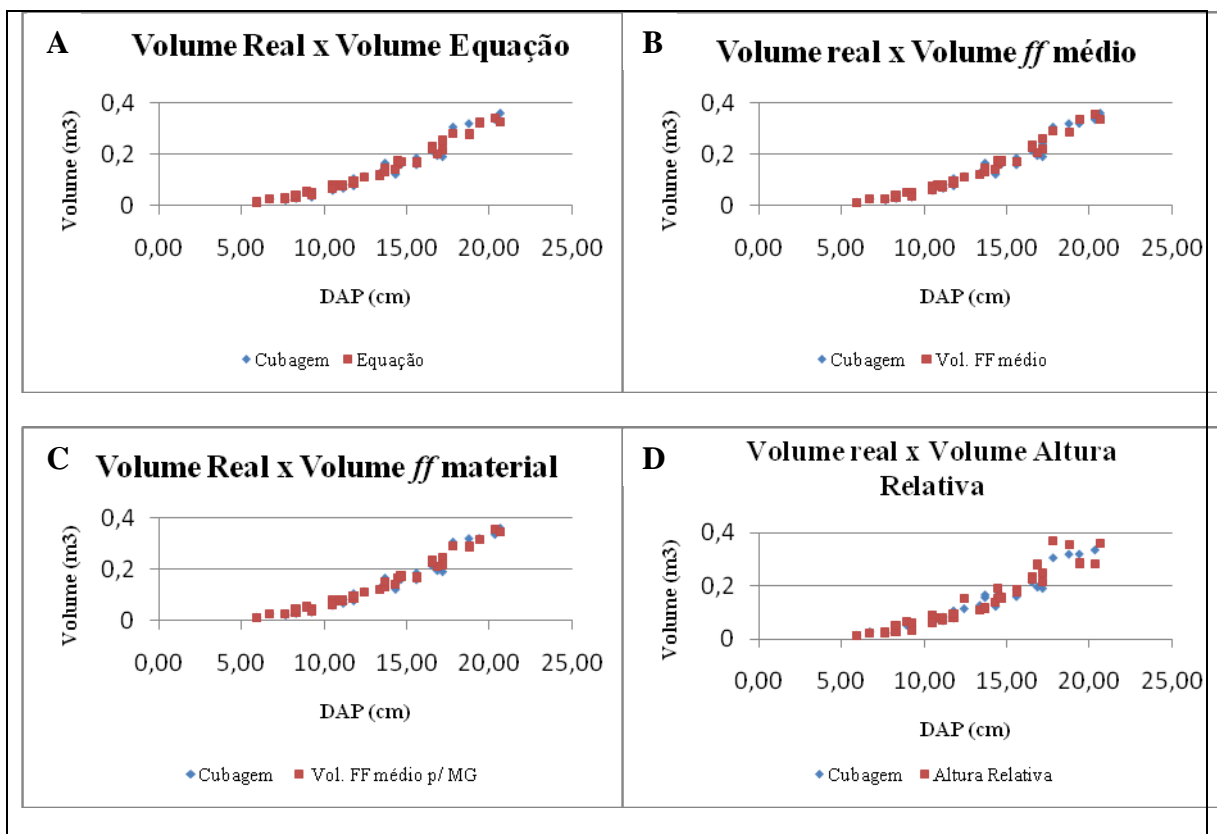 A
Volume Real x Volume Equação
Volume (m3)
0,4
0,2
0
0,00 5,00 10,00 15,00 20,00 25,00
DAP (cm)
Cubagem Equação
B
Volume real x Volume ff médio
Volume (m3)
0,4
0,2
0
0,00 5,00 10,00 15,00 20,00 25,00
DAP (cm)
Cubagem Vol. FF médio
C
Volume Real x Volume ff material
Volume (m3)
0,4
0,2
0
0,00 5,00 10,00 15,00 20,00 25,00
DAP (cm)
Cubagem Vol. FF médio p/ MG
D
Volume real x Volume Altura
Relativa
Volume (m3)
0,4
0,2
0
0,00 5,00 10,00 15,00 20,00 25,00
DAP (cm)
Cubagem Altura Relativa